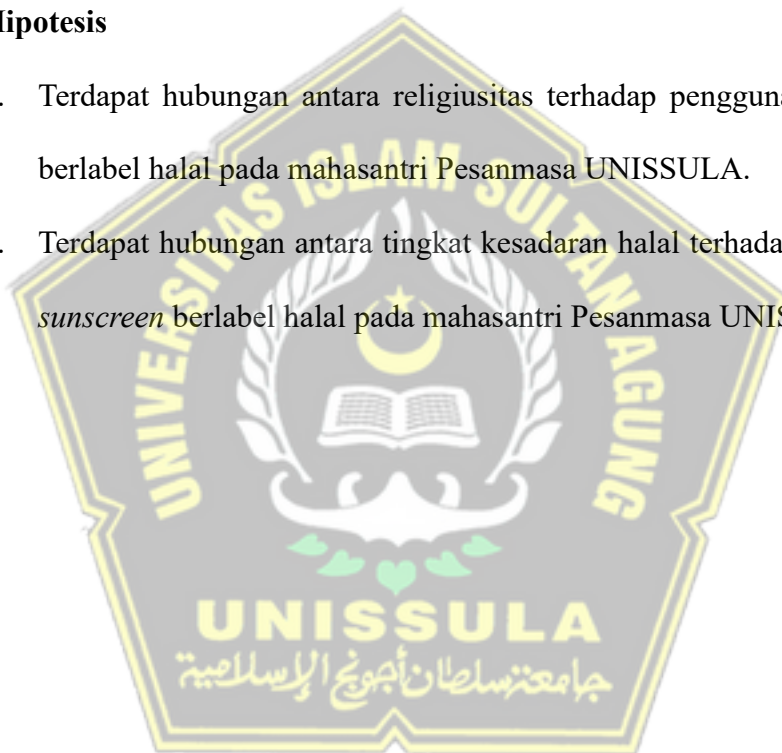 Hipotesis
. Terdapat hubungan antara religiusitas terhadap pengguna
berlabel halal pada mahasantri Pesanmasa UNISSULA.
. Terdapat hubungan antara tingkat kesadaran halal terhada
sunscreen berlabel halal pada mahasantri Pesanmasa UNIS
UNIVERSITAS ISLAM SULTAN AGUNG
UNISSULA
جامعة سلطان أجونج الإسلامية